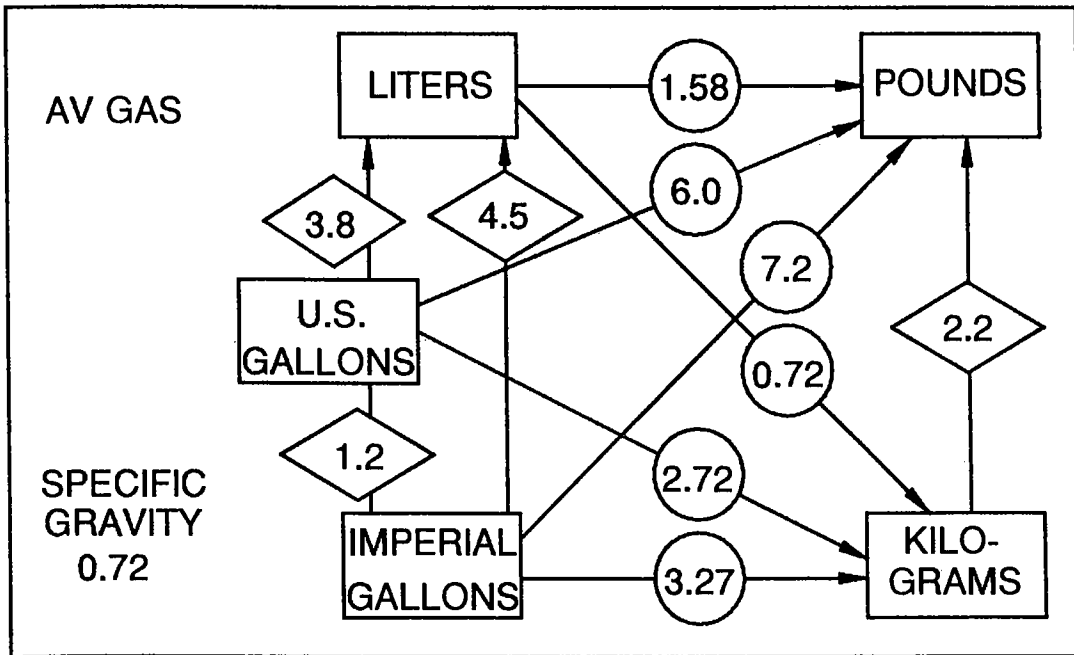 AV GAS
LITERS
1.58
POUNDS
3.8
4.5
6.0
7.2
U.S.
GALLONS
2.2
0.72
1.2
2.72
SPECIFIC
GRAVITY
0.72
IMPERIAL
GALLONS
3.27
KILO-
GRAMS